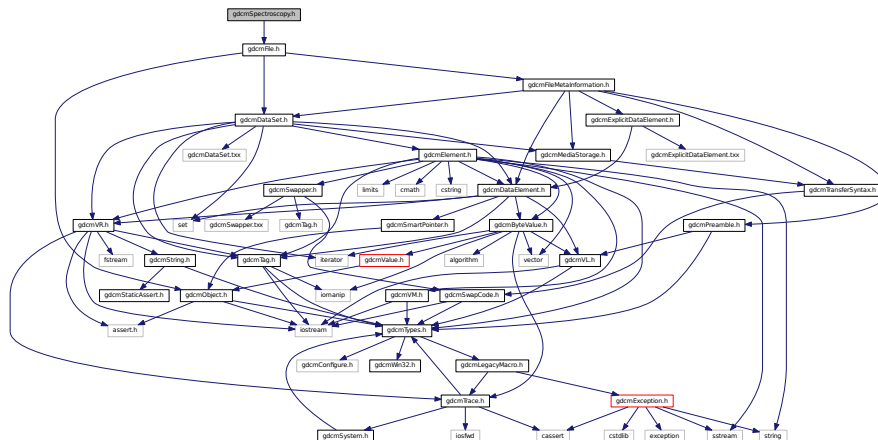 gdcmSpectroscopy.h
gdcmFile.h
gdcmFileMetaInformation.h
gdcmDataSet.h
gdcmExplicitDataElement.h
gdcmDataSet.txx
gdcmElement.h
gdcmMediaStorage.h
gdcmExplicitDataElement.txx
gdcmSwapper.h
limits
cmath
cstring
gdcmDataElement.h
gdcmTransferSyntax.h
gdcmVR.h
set
gdcmSwapper.txx
gdcmTag.h
gdcmSmartPointer.h
gdcmByteValue.h
gdcmPreamble.h
fstream
gdcmString.h
gdcmTag.h
iterator
gdcmValue.h
algorithm
vector
gdcmVL.h
gdcmStaticAssert.h
gdcmObject.h
iomanip
gdcmVM.h
gdcmSwapCode.h
assert.h
iostream
gdcmTypes.h
gdcmConfigure.h
gdcmWin32.h
gdcmLegacyMacro.h
gdcmTrace.h
gdcmException.h
gdcmSystem.h
iosfwd
cassert
cstdlib
exception
sstream
string